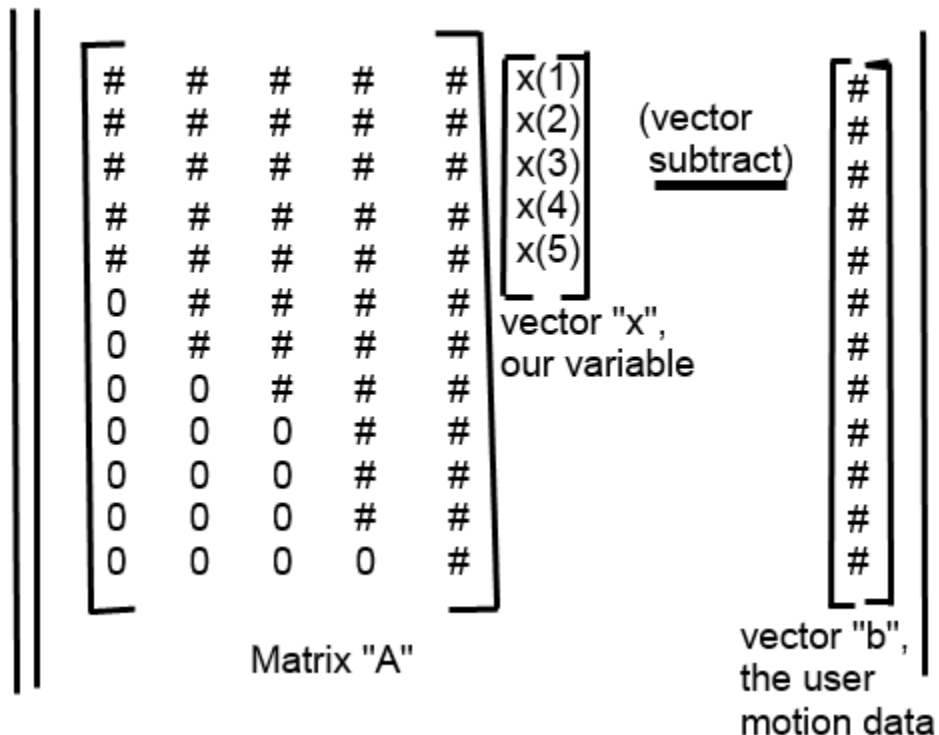 # # # # # x(1) #
# # # # # x(2) (vector #
# # # # # x(3) subtract) #
# # # # # x(4) #
# # # # # x(5) #
0 # # # # #
0 # # # # vector "x", #
0 0 # # # our variable #
0 0 0 # # #
0 0 0 # # #
0 0 0 # # #
0 0 0 0 # #
Matrix "A"
vector "b",
the user
motion data